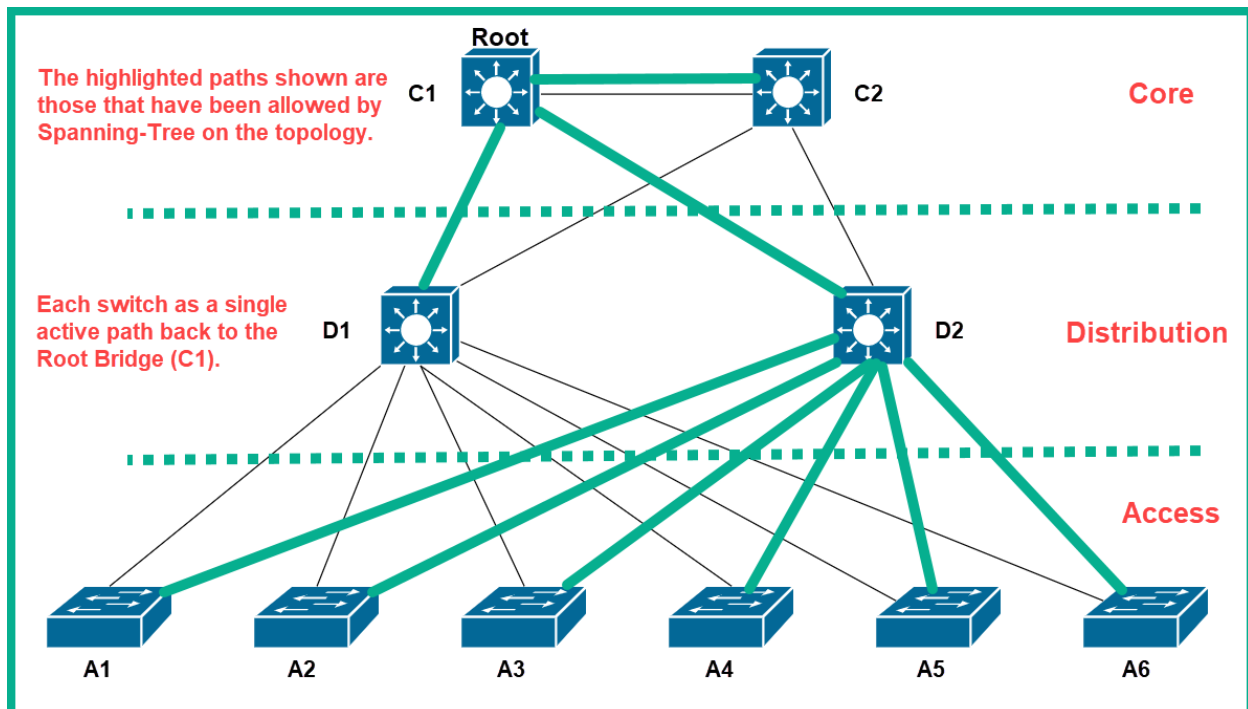 Root
The highlighted paths shown are
those that have been allowed by
Spanning-Tree on the topology.
C1
C2
Core
Each switch as a single
active path back to the
Root Bridge (C1).
D1
D2
Distribution
Access
A1
A2
A3
A4
A5
A6